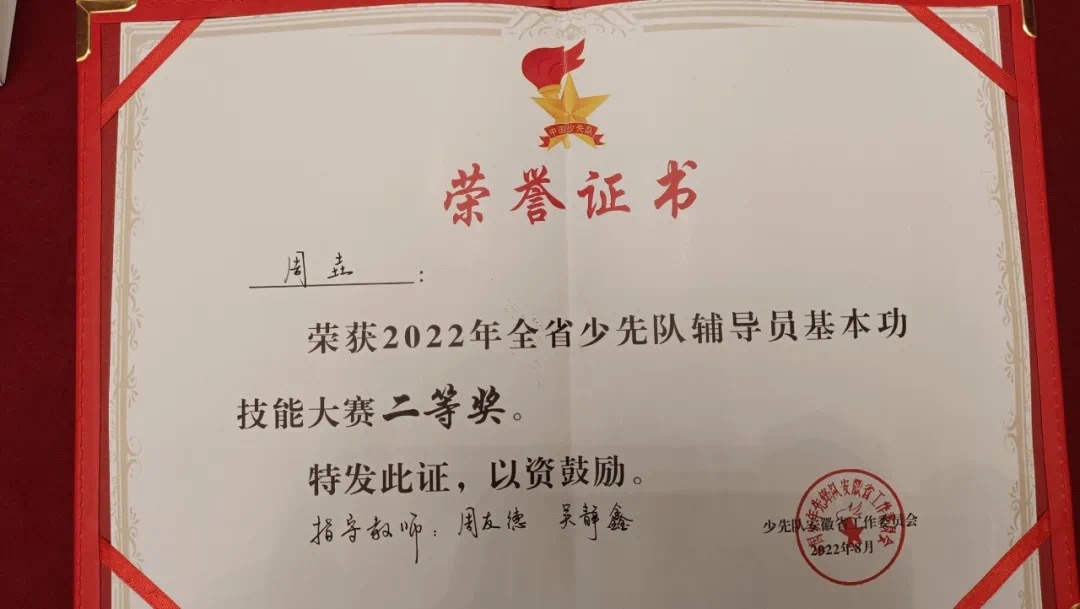 中国少先队
荣誉证书
周壵：
荣获2022年全省少先队辅导员基本功
技能大赛二等奖。
特发此证，以资鼓励。
指导教师：周友德 吴静鑫
少先队安徽省工作委员会
2022年8月